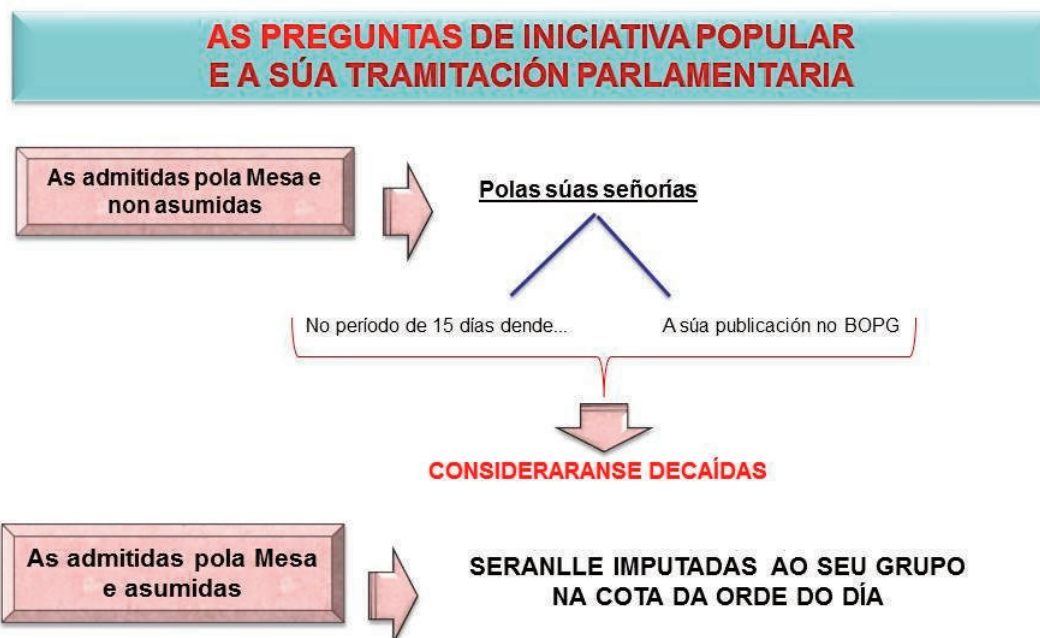 AS PREGUNTAS DE INICIATIVA POPULAR
E A SÚA TRAMITACIÓN PARLAMENTARIA
As admitidas pola Mesa e
non asumidas
Polas súas señorías
No período de 15 días dende...
A súa publicación no BOPG
CONSIDERARANSE DECAÍDAS
As admitidas pola Mesa
e asumidas
SERANLLE IMPUTADAS AO SEU GRUPO
NA COTA DA ORDE DO DÍA